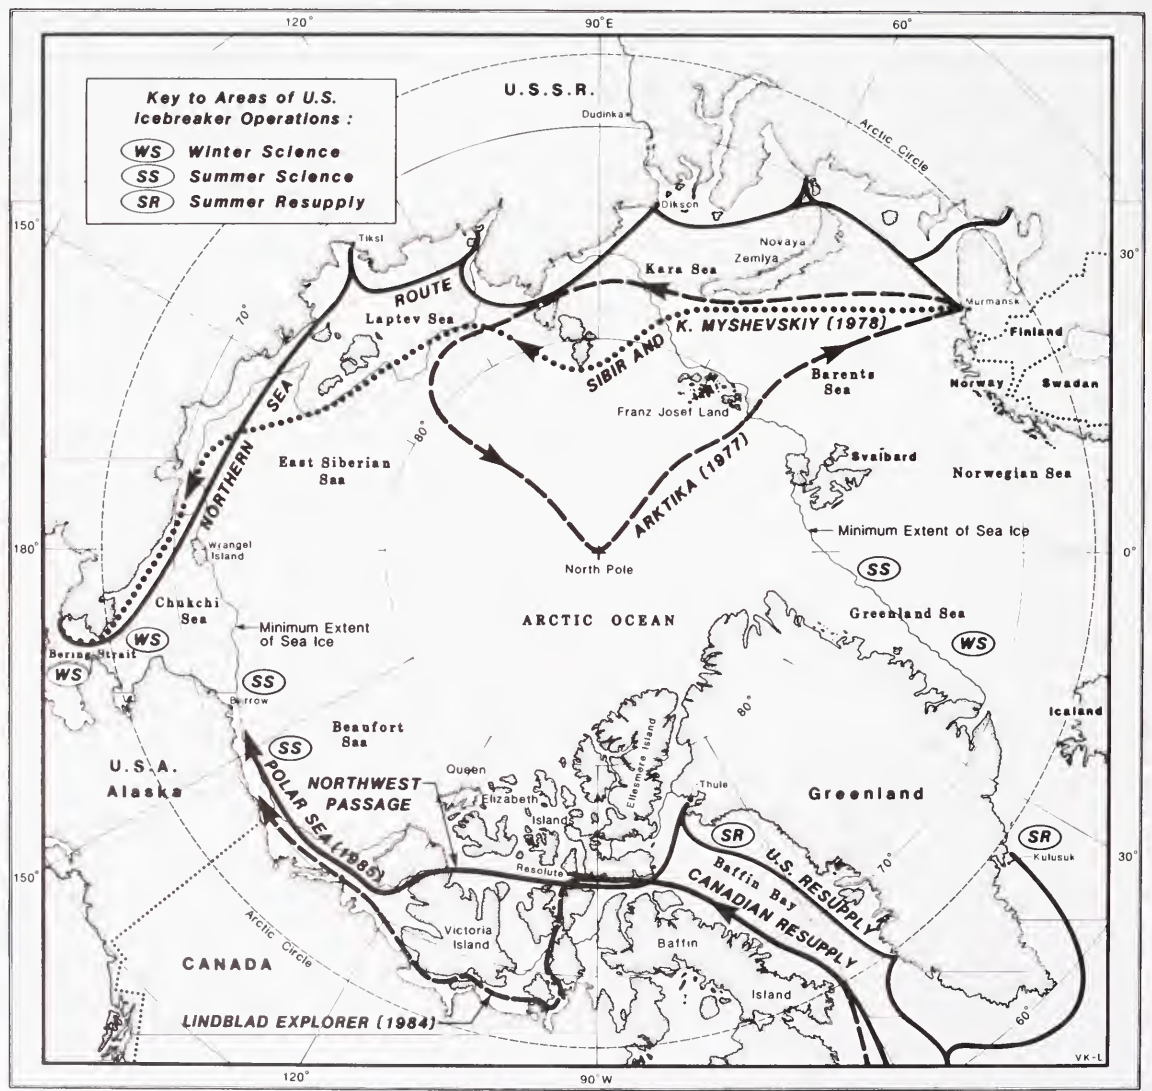 120°
90°E
60°
Key to Areas of U.S.
Icebreaker Operations :
WS Winter Science
SS Summer Science
SR Summer Resupply
U.S.S.R.
Dudinka
Arctic Circle
150°
30°
Tiksi
Dikson
Novaya
Zemlya
Kara Sea
ROUTE
Laptev Sea
70°
Murmansk
K. MYSHEVSKIY (1978)
SIBIR AND
Finland
Barents
Sea
Norway
Swadan
Franz Josef Land
SEA
80°
NORTHERN
East Siberian
Saa
ARKTIKA (1977)
Svaibard
Norwegian Sea
Minimum Extent of Sea Ice
180°
Wrangel
Island
0°
North Pole
SS
Chukchi
Sea
ARCTIC OCEAN
Greenland Sea
Minimum Extent
of Sea Ice
WS
WS
Bering Strait
WS
SS
Barrow
80°
Icaland
Beaufort
Saa
SS
U.S.A.
Alaska
POLAR SEA (1985)
NORTHWEST
PASSAGE
Queen
Elizabeth
Islands
Ellesmere Island
Thule
Greenland
SR
SR
Kulusuk
U.S. RESUPPLY
Baffin Bay
CANADIAN RESUPPLY
70°
Resolute
150°
30°
Arctic Circle
Victoria
Island
Baffin
Island
CANADA
LINDBLAD EXPLORER (1984)
60°
VK-L
120°
90°W